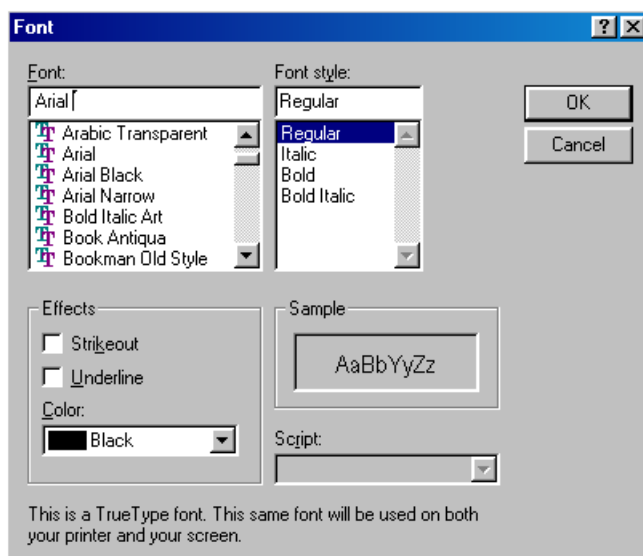 Font
Font:
Font style:
Arial
Regular
OK
Arabic Transparent
Arial
Arial Black
Arial Narrow
Bold Italic Art
Book Antiqua
Bookman Old Style
Regular
Italic
Bold
Bold Italic
Cancel
Effects
Strikeout
Underline
Color:
Black
Sample
AaBbYyZz
Script:
This is a TrueType font. This same font will be used on both
your printer and your screen.